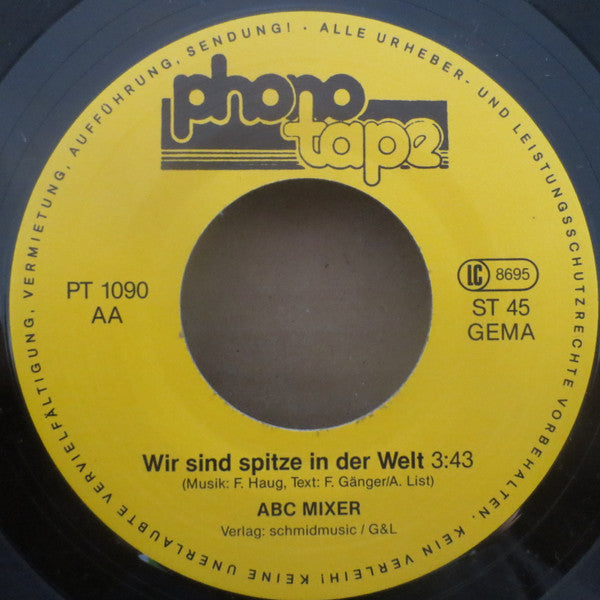 ALLE URHEBER- UND LEISTUNGSSCHUTZRECHTE VORBEHALTEN. KEIN VERLEIH! KEINE UNERLAUBTE VERVIELFÄLTIGUNG, VERMIETUNG, AUFFÜHRUNG, SENDUNG! ·
phono
tape
PT 1090
AA
LC 8695
ST 45
GEMA
Wir sind spitze in der Welt 3:43
(Musik: F. Haug, Text: F. Gänger/A. List)
ABC MIXER
Verlag: schmidmusic / G&L